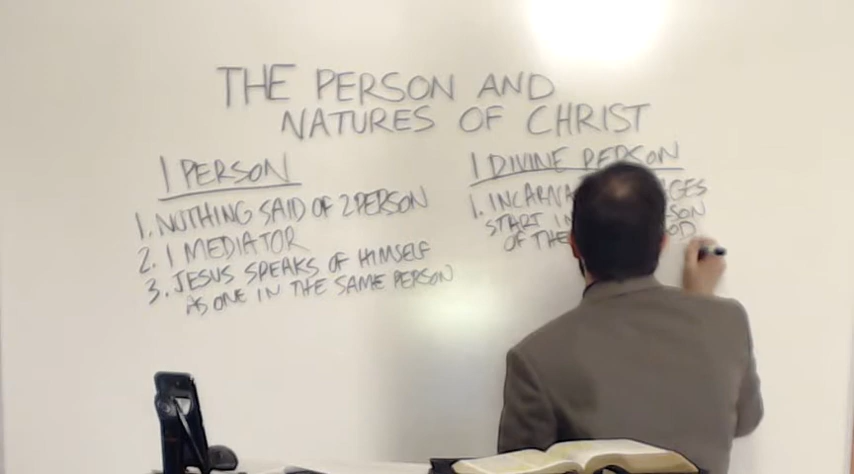 THE PERSON AND
NATURES OF CHRIST
1 PERSON
1. NOTHING SAID OF 2 PERSON
2. 1 MEDIATOR
3. JESUS SPEAKS OF HIMSELF
AS ONE IN THE SAME PERSON
1 DIVINE PERSON
1.
START IN
OF THE